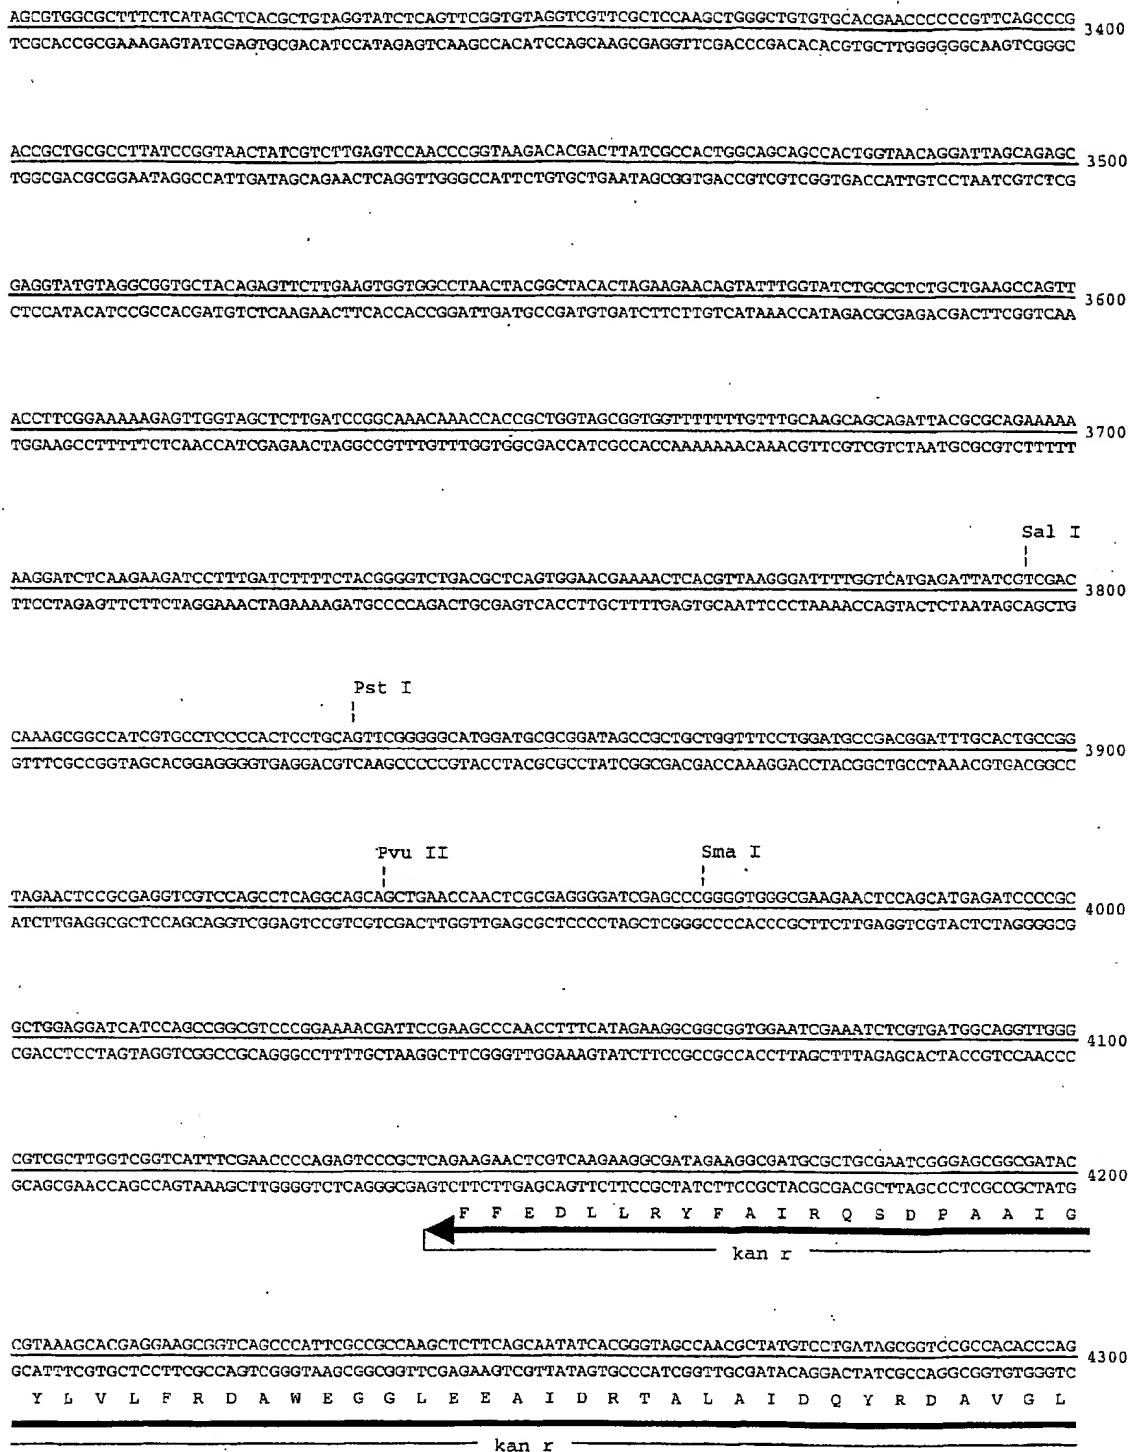 AGCGTGGCGCTTTCTCATAGCTCACGCTGTAGGTATCTCAGTTCGGTGTAGGTCGTTCGCTCCAAGCTGGGCTGTGTGCACGAACCCCCCGTTCAGCCCG
TCGCACCGCGAAAGAGTATCGAGTGCGACATCCATAGAGTCAAGCCACATCCAGCAAGCGAGGTTCGACCCGACACACGTGCTTGGGGGGCAAGTCGGGC 3400
ACCGCTGCGCCTTATCCGGTAACTATCGTCTTGAGTCCAACCCGGTAAGACACGACTTATCGCCACTGGCAGCAGCCACTGGTAACAGGATTAGCAGAGC
TGGCGACGCGGAATAGGCCATTGATAGCAGAACTCAGGTTGGGCCATTCTGTGCTGAATAGCGGTGACCGTCGTCGGTGACCATTGTCCTAATCGTCTCG 3500
GAGGTATGTAGGCGGTGCTACAGAGTTCTTGAAGTGGTGGCCTAACTACGGCTACACTAGAAGAACAGTATTTGGTATCTGCGCTCTGCTGAAGCCAGTT
CTCCATACATCCGCCACGATGTCTCAAGAACTTCACCACCGGATTGATGCCGATGTGATCTTCTTGTCATAAACCATAGACGCGAGACGACTTCGGTCAA 3600
ACCTTCGGAAAAAGAGTTGGTAGCTCTTGATCCGGCAAACAAACCACCGCTGGTAGCGGTGGTTTTTTTGTTTGCAAGCAGCAGATTACGCGCAGAAAAA
TGGAAGCCTTTTTCTCAACCATCGAGAACTAGGCCGTTTGTTTGGTGGCGACCATCGCCACCAAAAAAACAAACGTTCGTCGTCTAATGCGCGTCTTTTT 3700
Sal I
AAGGATCTCAAGAAGATCCTTTGATCTTTTCTACGGGGTCTGACGCTCAGTGGAACGAAAACTCACGTTAAGGGATTTTGGTCATGAGATTATCGTCGAC
TTCCTAGAGTTCTTCTAGGAAACTAGAAAAGATGCCCCAGACTGCGAGTCACCTTGCTTTTGAGTGCAATTCCCTAAAACCAGTACTCTAATAGCAGCTG 3800
Pst I
CAAAGCGGCCATCGTGCCTCCCCACTCCTGCAGTTCGGGGGCATGGATGCGCGGATAGCCGCTGCTGGTTTCCTGGATGCCGACGGATTTGCACTGCCGG
GTTTCGCCGGTAGCACGGAGGGGTGAGGACGTCAAGCCCCCGTACCTACGCGCCTATCGGCGACGACCAAAGGACCTACGGCTGCCTAAACGTGACGGCC 3900
Pvu II Sma I
TAGAACTCCGCGAGGTCGTCCAGCCTCAGGCAGCAGCTGAACCAACTCGCGAGGGGATCGAGCCCGGGGTGGGCGAAGAACTCCAGCATGAGATCCCCGC
ATCTTGAGGCGCTCCAGCAGGTCGGAGTCCGTCGTCGACTTGGTTGAGCGCTCCCCTAGCTCGGGCCCCACCCGCTTCTTGAGGTCGTACTCTAGGGGCG 4000
GCTGGAGGATCATCCAGCCGGCGTCCCGGAAAACGATTCCGAAGCCCAACCTTTCATAGAAGGCGGCGGTGGAATCGAAATCTCGTGATGGCAGGTTGGG
CGACCTCCTAGTAGGTCGGCCGCAGGGCCTTTTGCTAAGGCTTCGGGTTGGAAAGTATCTTCCGCCGCCACCTTAGCTTTAGAGCACTACCGTCCAACCC 4100
CGTCGCTTGGTCGGTCATTTCGAACCCCAGAGTCCCGCTCAGAAGAACTCGTCAAGAAGGCGATAGAAGGCGATGCGCTGCGAATCGGGAGCGGCGATAC
GCAGCGAACCAGCCAGTAAAGCTTGGGGTCTCAGGGCGAGTCTTCTTGAGCAGTTCTTCCGCTATCTTCCGCTACGCGACGCTTAGCCCTCGCCGCTATG 4200
F F E D L L R Y F A I R Q S D P A A I G
kan r
CGTAAAGCACGAGGAAGCGGTCAGCCCATTCGCCGCCAAGCTCTTCAGCAATATCACGGGTAGCCAACGCTATGTCCTGATAGCGGTCCGCCACACCCAG
GCATTTCGTGCTCCTTCGCCAGTCGGGTAAGCGGCGGTTCGAGAAGTCGTTATAGTGCCCATCGGTTGCGATACAGGACTATCGCCAGGCGGTGTGGGTC 4300
Y L V L F R D A W E G G L E E A I D R T A L A I D Q Y R D A V G L
kan r